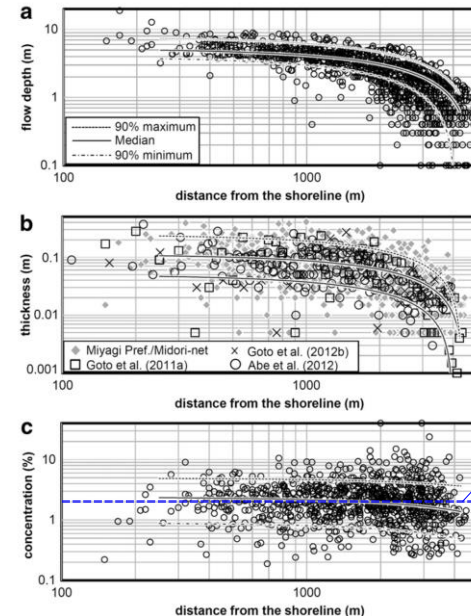 a
10
1
0.1
flow depth (m)
90% maximum
Median
90% minimum
100
1000
distance from the shoreline (m)
b
0.1
0.01
0.001
thickness (m)
Miyagi Pref./Midori-net
Goto et al. (2012b)
Goto et al. (2011a)
Abe et al. (2012)
100
1000
distance from the shoreline (m)
c
10
1
0.1
concentration (%)
100
1000
distance from the shoreline (m)